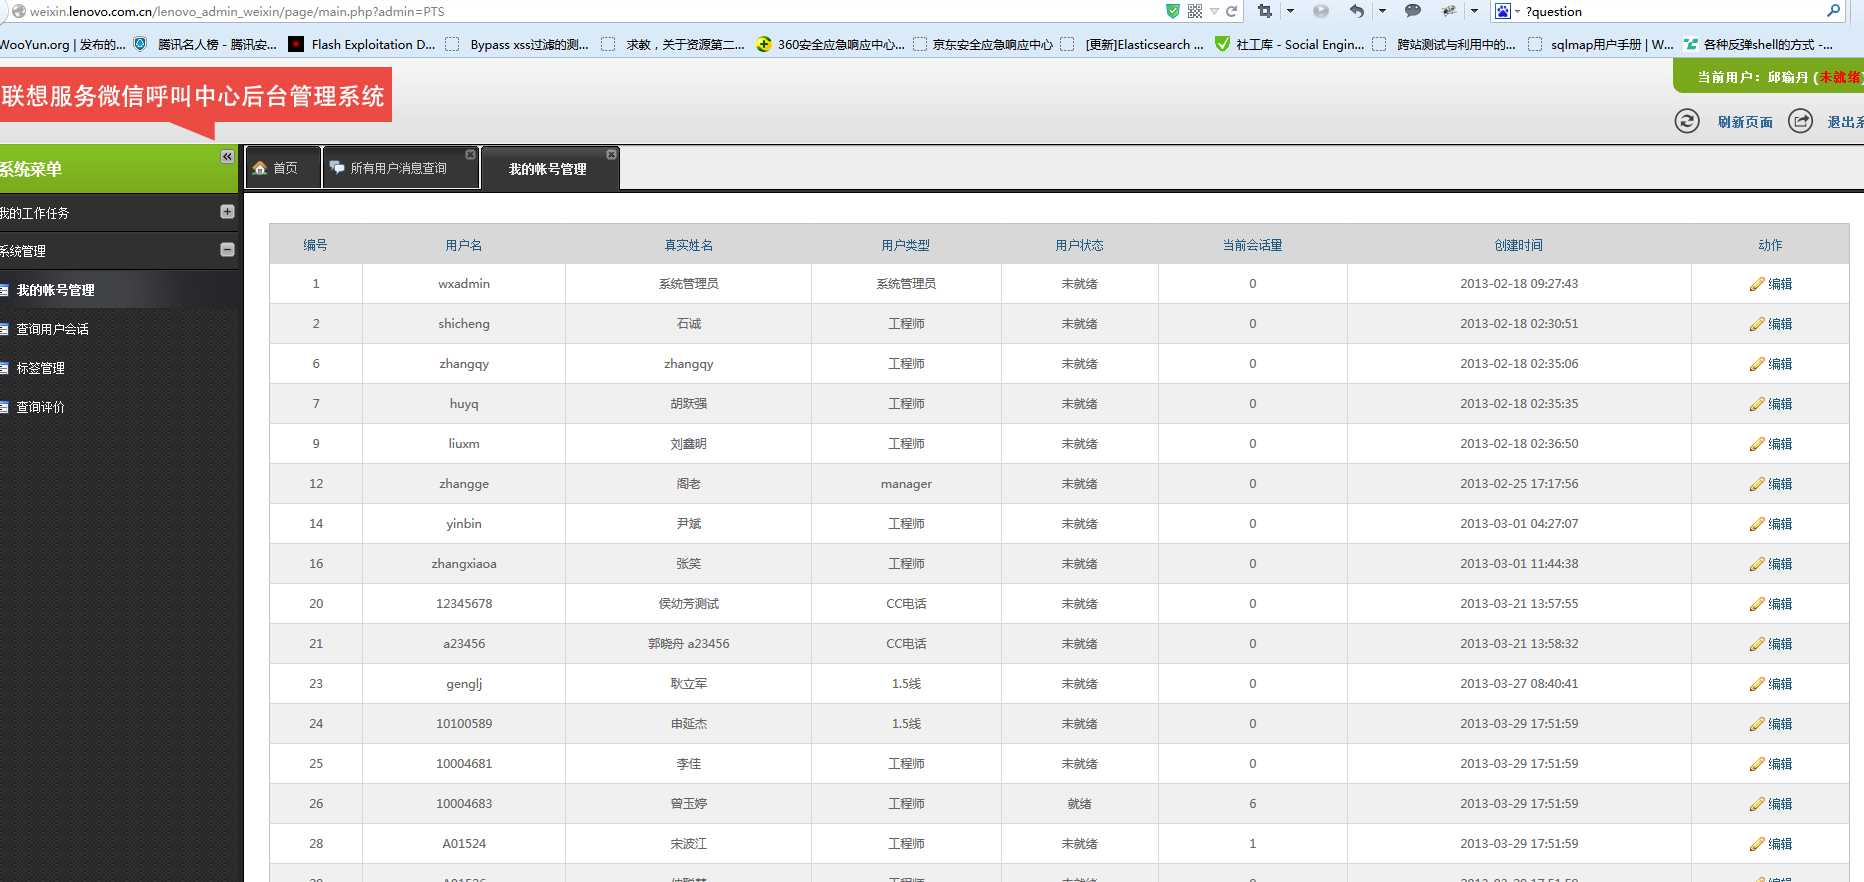 weixin.lenovo.com.cn/lenovo_admin_weixin/page/main.php?admin=PTS ?question
WooYun.org | 发布的... 腾讯名人榜 - 腾讯安... Flash Exploitation D... Bypass xss过滤的测... 求教，关于资源第二... 360安全应急响应中心... 京东安全应急响应中心 [更新]Elasticsearch ... 社工库 - Social Engin... 跨站测试与利用中的... sqlmap用户手册 | W... 各种反弹shell的方式 -...
当前用户：邱瑜丹 (未就绪)
联想服务微信呼叫中心后台管理系统
刷新页面 退出系
系统菜单
首页 所有用户消息查询 我的帐号管理
我的工作任务
系统管理
我的帐号管理
查询用户会话
标签管理
查询评价
编号 用户名 真实姓名 用户类型 用户状态 当前会话量 创建时间 动作
1 wxadmin 系统管理员 系统管理员 未就绪 0 2013-02-18 09:27:43 编辑
2 shicheng 石诚 工程师 未就绪 0 2013-02-18 02:30:51 编辑
6 zhangqy zhangqy 工程师 未就绪 0 2013-02-18 02:35:06 编辑
7 huyq 胡跃强 工程师 未就绪 0 2013-02-18 02:35:35 编辑
9 liuxm 刘鑫明 工程师 未就绪 0 2013-02-18 02:36:50 编辑
12 zhangge 阁老 manager 未就绪 0 2013-02-25 17:17:56 编辑
14 yinbin 尹斌 工程师 未就绪 0 2013-03-01 04:27:07 编辑
16 zhangxiaoa 张笑 工程师 未就绪 0 2013-03-01 11:44:38 编辑
20 12345678 侯幼芳测试 CC电话 未就绪 0 2013-03-21 13:57:55 编辑
21 a23456 郭晓舟 a23456 CC电话 未就绪 0 2013-03-21 13:58:32 编辑
23 genglj 耿立军 1.5线 未就绪 0 2013-03-27 08:40:41 编辑
24 10100589 申延杰 1.5线 未就绪 0 2013-03-29 17:51:59 编辑
25 10004681 李佳 工程师 未就绪 0 2013-03-29 17:51:59 编辑
26 10004683 曾玉婷 工程师 就绪 6 2013-03-29 17:51:59 编辑
28 A01524 宋波江 工程师 未就绪 1 2013-03-29 17:51:59 编辑